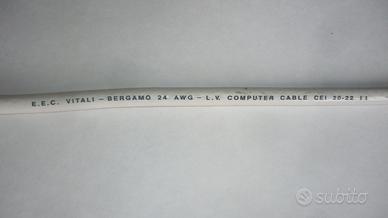 E.E.C. VITALI – BERGAMO 24 AWG – L.V. COMPUTER CABLE CEI 20-22 II
subito